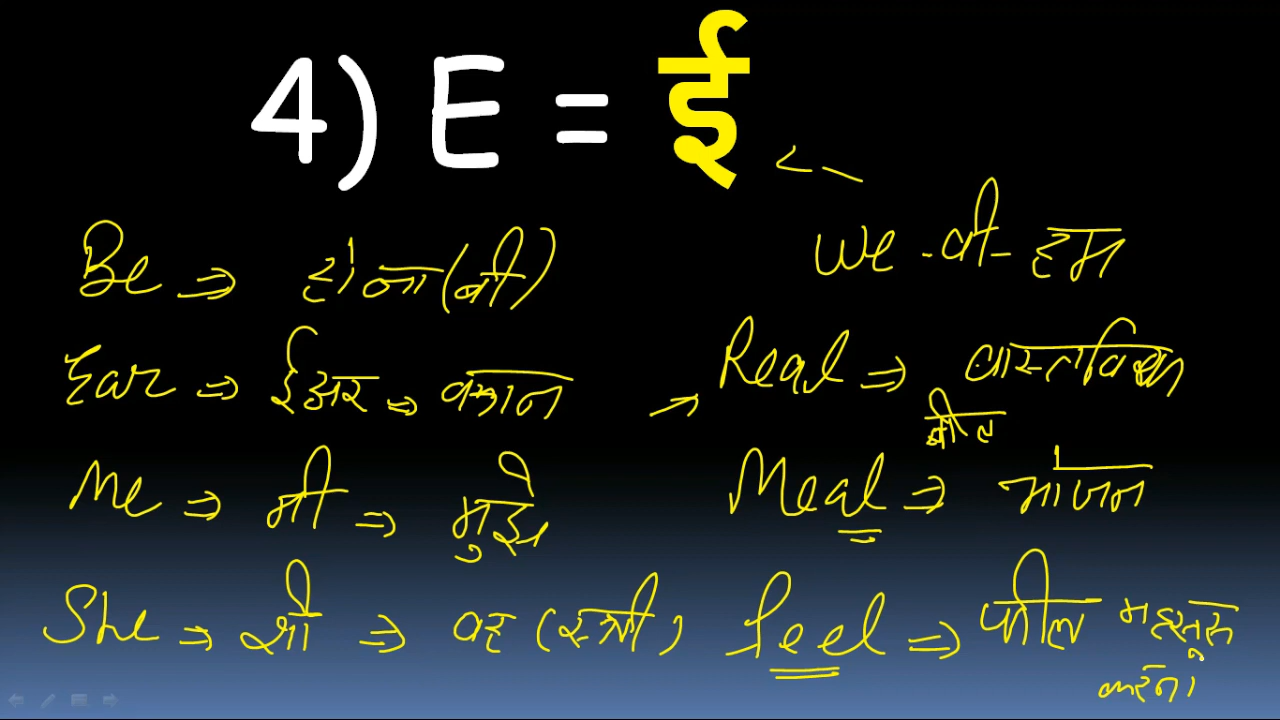 4) E = ई
Be ⇒ होना (बी)
We - वी - हम
Ear ⇒ ईअर ⇒ कान
Real ⇒ वास्तविक
Me ⇒ मी ⇒ मुझे
मील
Meal ⇒ भोजन
She ⇒ शी ⇒ वह (स्त्री)
feel ⇒ फील महसूस
करना